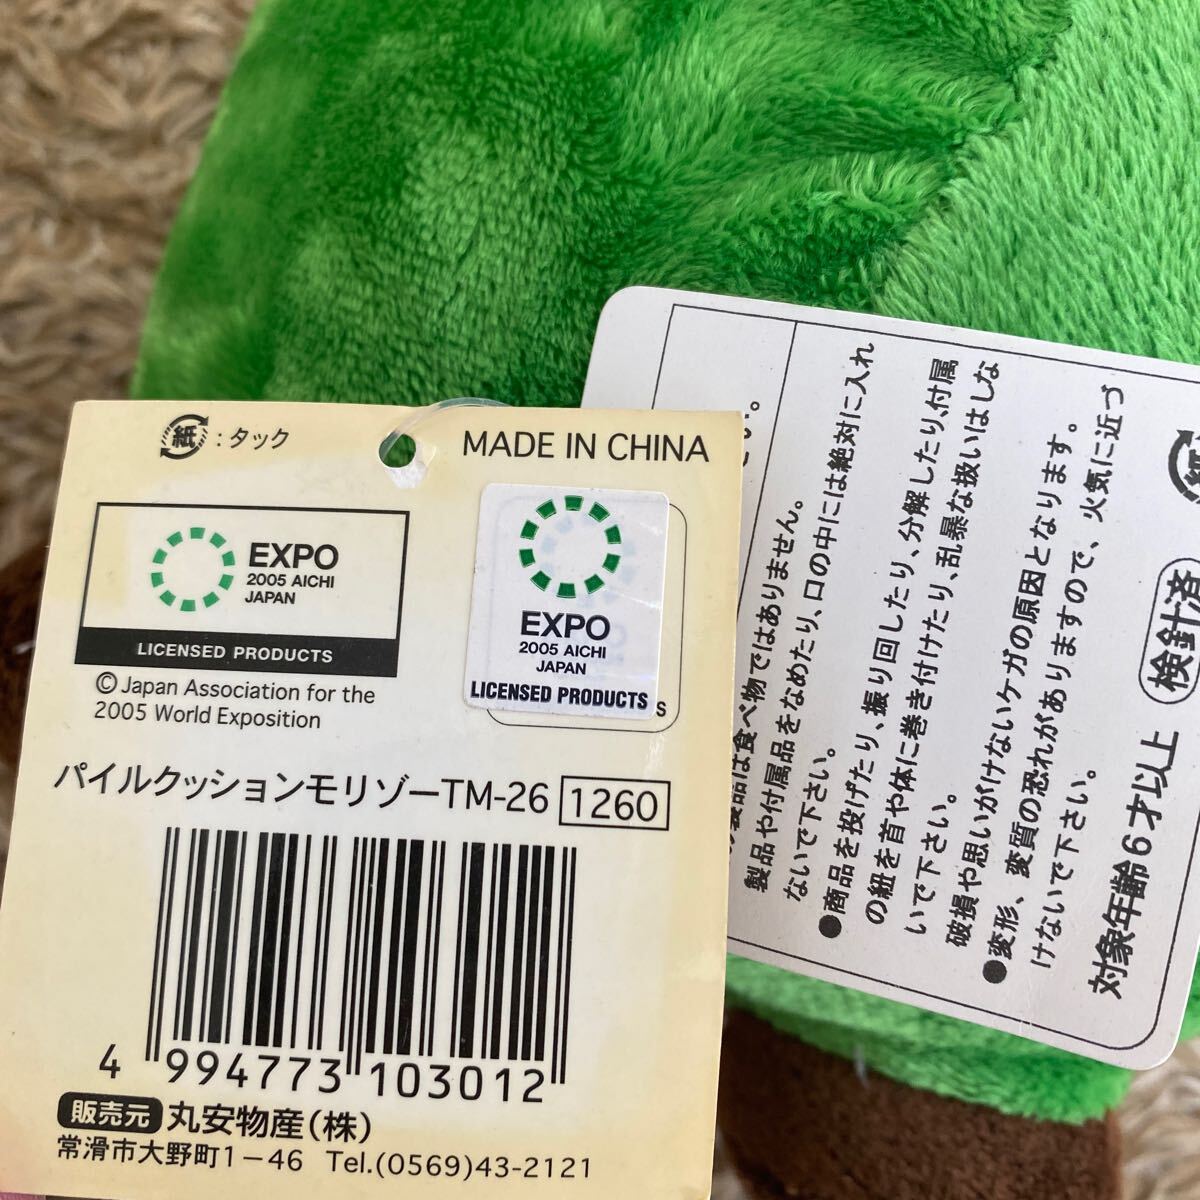 紙:タック
MADE IN CHINA
EXPO
2005 AICHI
JAPAN
LICENSED PRODUCTS
EXPO
2005 AICHI
JAPAN
LICENSED PRODUCTS
© Japan Association for the
2005 World Exposition
パイルクッションモリゾーTM-26 1260
4 994773 103012
販売元 丸安物産(株)
常滑市大野町1-46 Tel.(0569)43-2121
製品は食べ物ではありません。
製品や付属品をなめたり、口の中には絶対に入れ
ないで下さい。
●商品を投げたり、振り回したり、分解したり、付属
の紐を首や体に巻き付けたり、乱暴な扱いはしな
いで下さい。
破損や思いがけないケガの原因となります。
●変形、変質の恐れがありますので、火気に近づ
けないで下さい。
対象年齢6才以上
検針済
紙